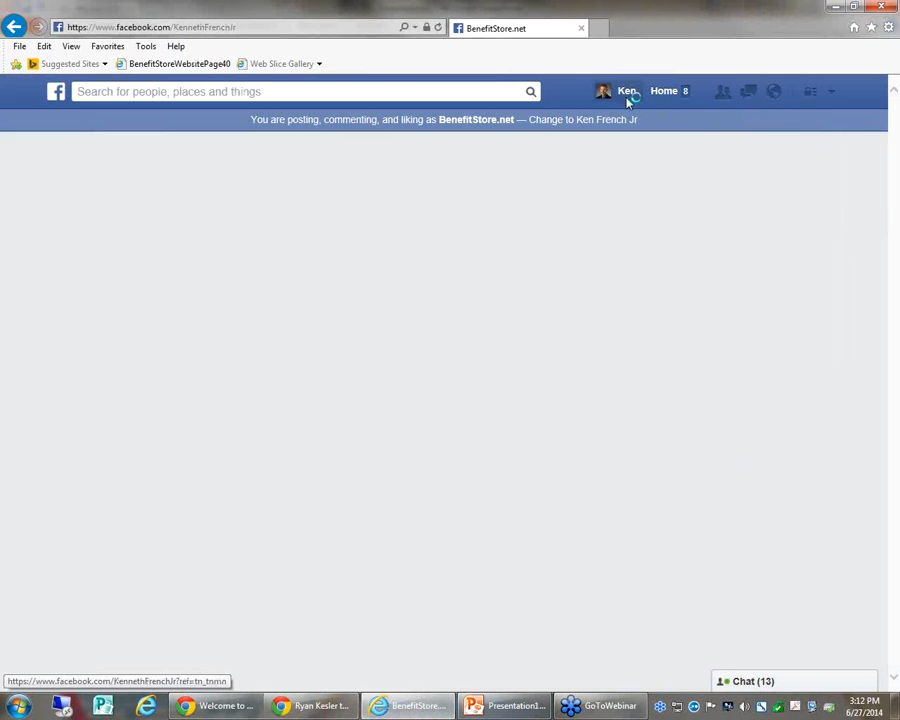 https://www.facebook.com/KennethFrenchJr
BenefitStore.net
File Edit View Favorites Tools Help
Suggested Sites BenefitStoreWebsitePage40 Web Slice Gallery
Search for people, places and things
Ken Home 8
You are posting, commenting, and liking as BenefitStore.net — Change to Ken French Jr
https://www.facebook.com/KennethFrenchJr?ref=tn_tnmn
Chat (13)
Welcome to ... Ryan Kesler t... BenefitStore.... Presentation1... GoToWebinar
3:12 PM
6/27/2014